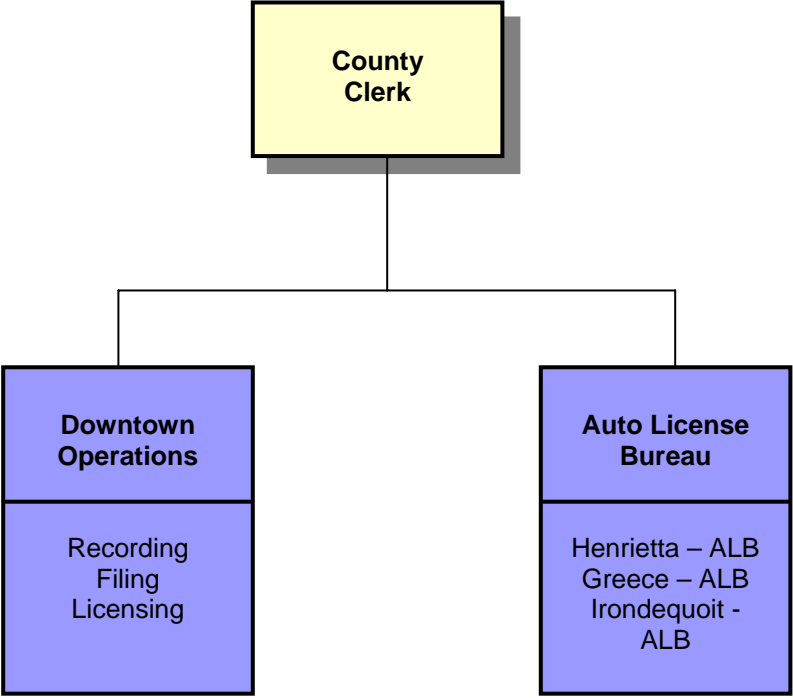 County
Clerk
Downtown
Operations
Recording
Filing
Licensing
Auto License
Bureau
Henrietta – ALB
Greece – ALB
Irondequoit -
ALB